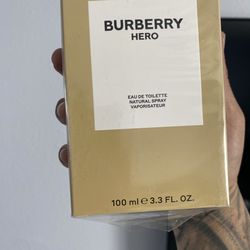 BURBERRY
HERO
EAU DE TOILETTE
NATURAL SPRAY
VAPORISATEUR
100 ml ℮ 3.3 FL. OZ.